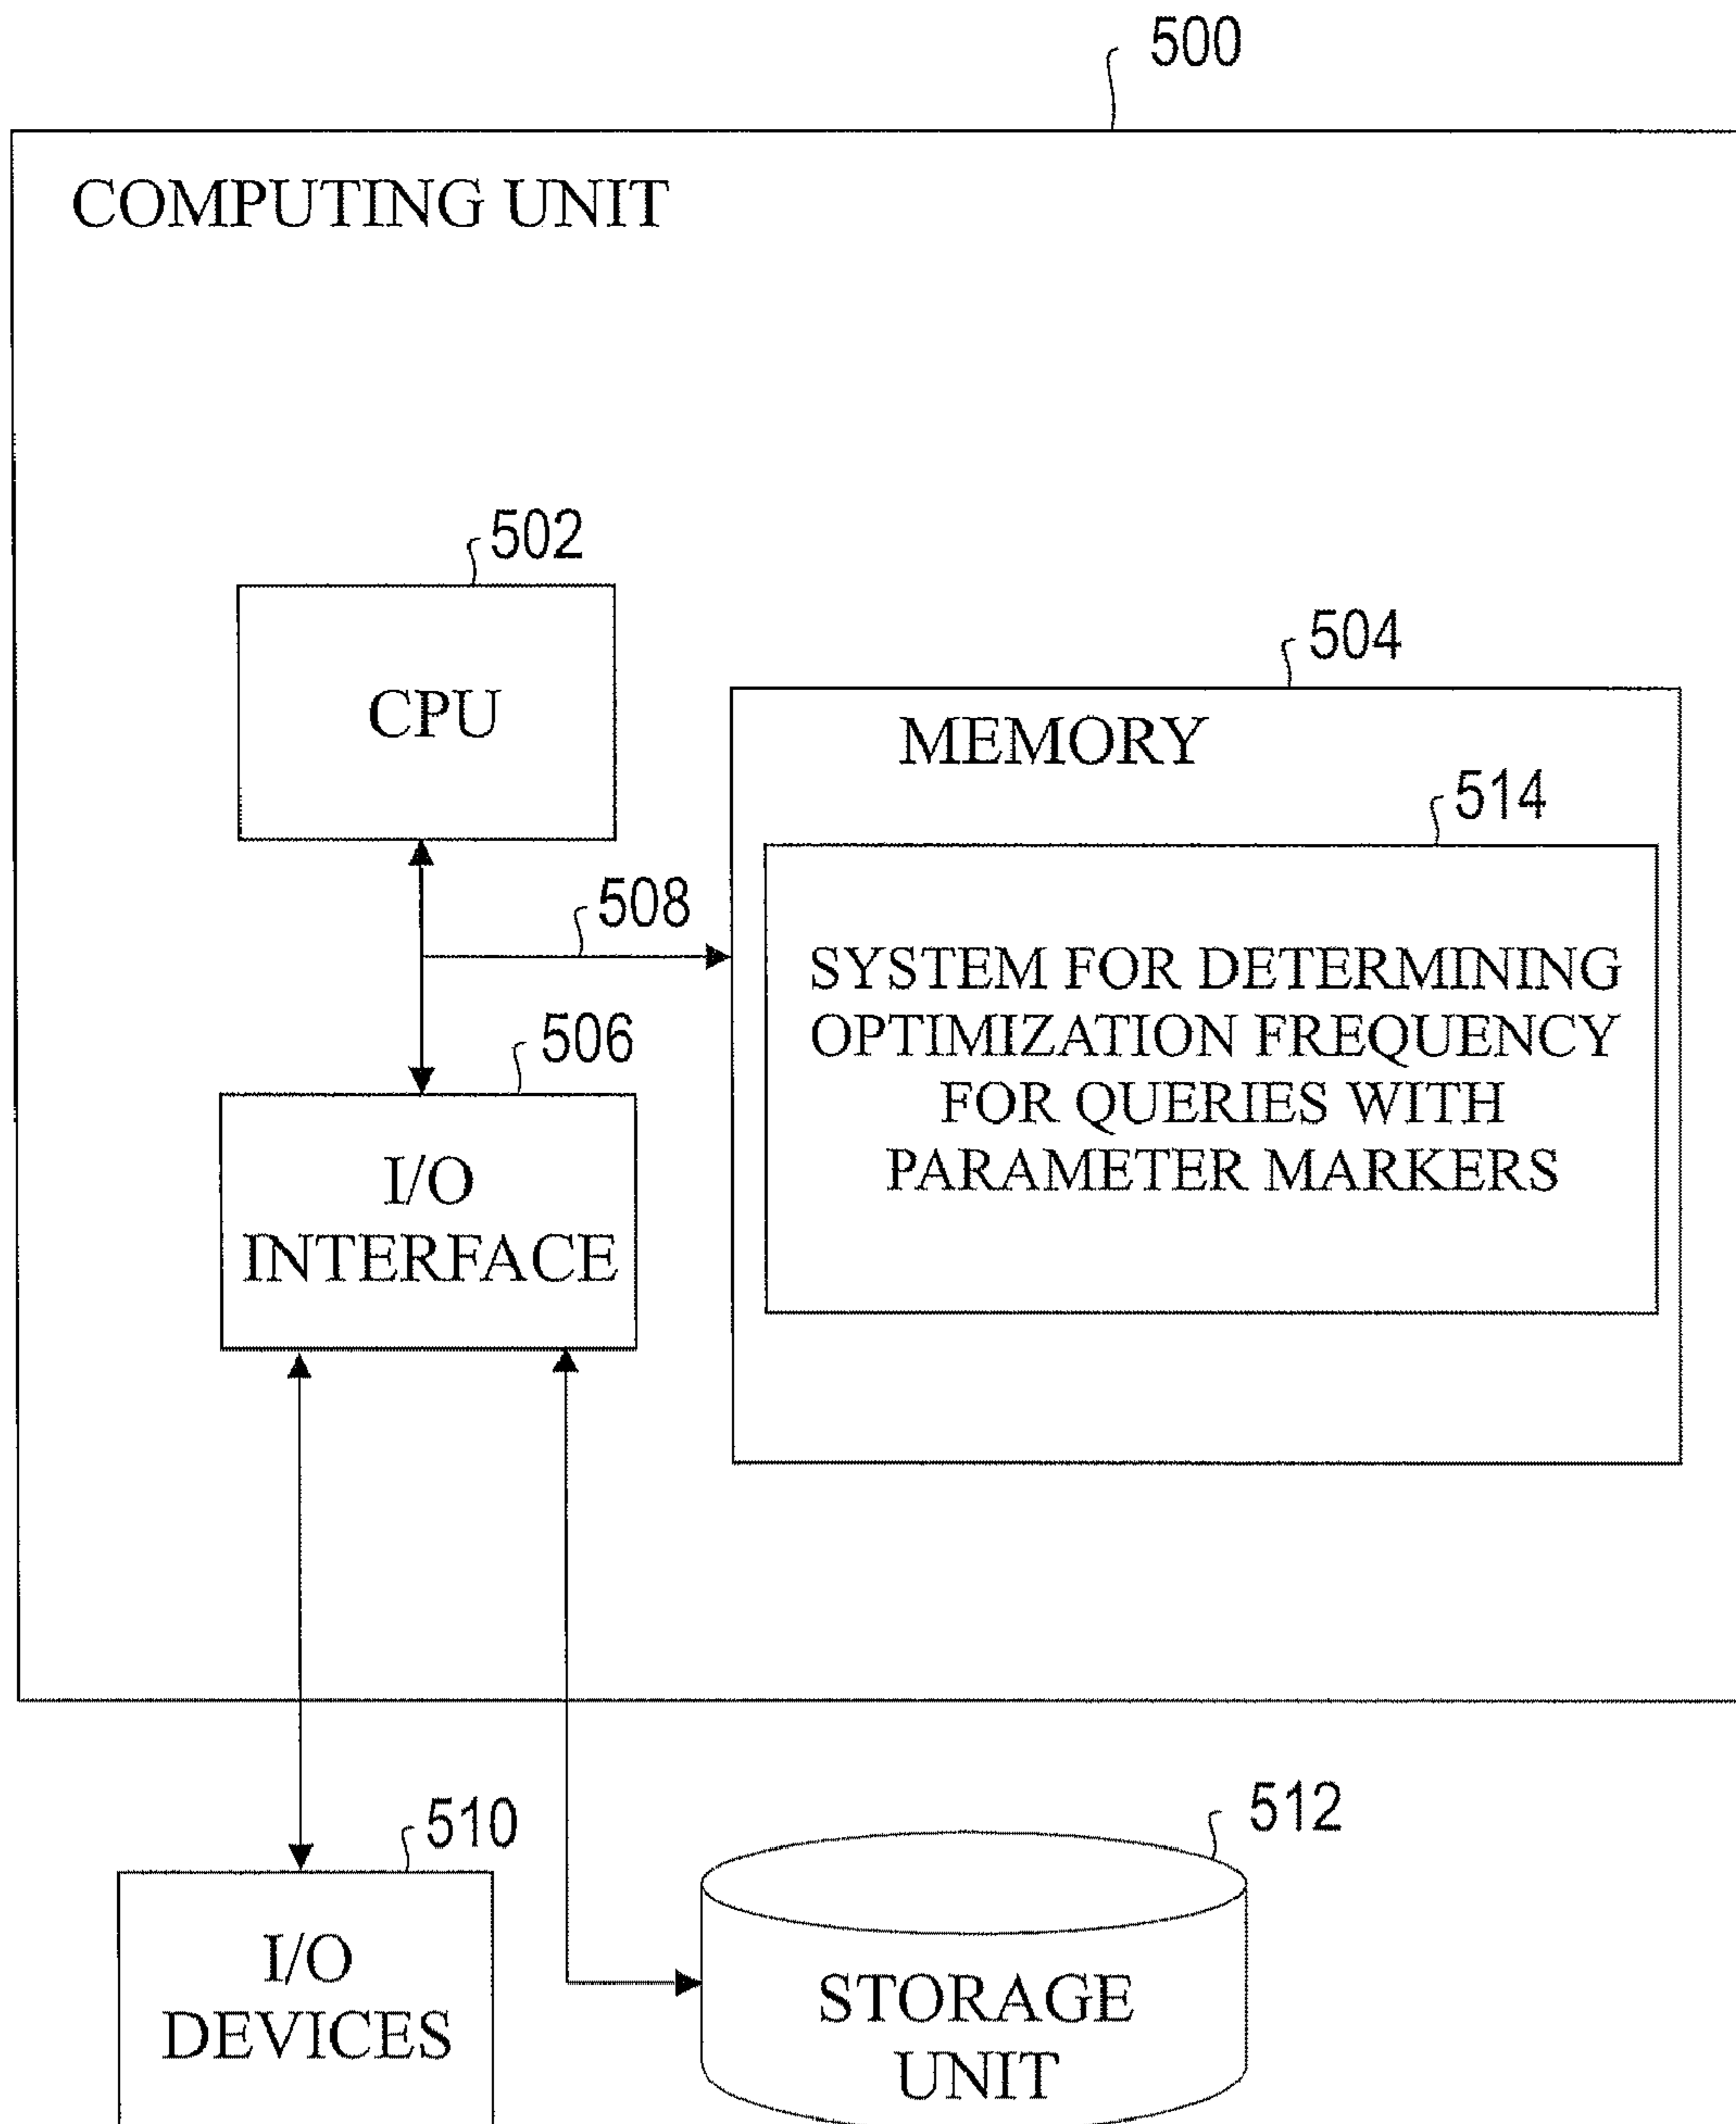 500
COMPUTING UNIT
502
CPU
504
MEMORY
514
508
SYSTEM FOR DETERMINING
OPTIMIZATION FREQUENCY
FOR QUERIES WITH
PARAMETER MARKERS
506
I/O
INTERFACE
510
I/O
DEVICES
512
STORAGE
UNIT